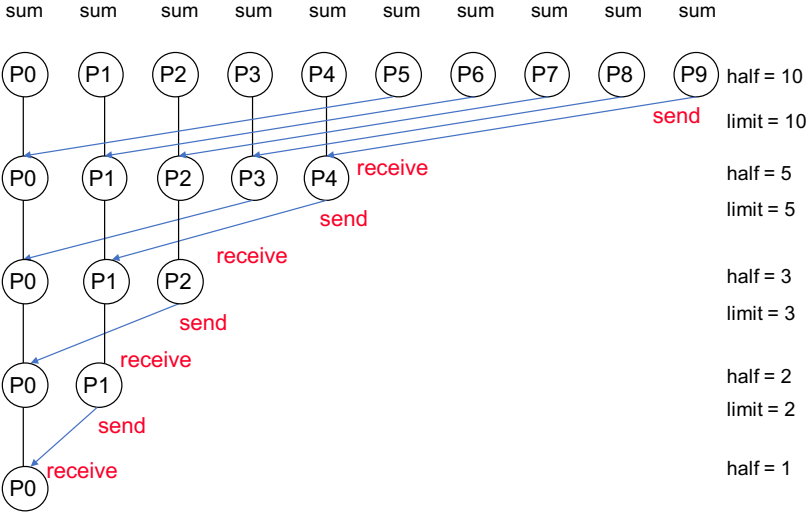 sum sum sum sum sum sum sum sum sum sum
P0 P1 P2 P3 P4 P5 P6 P7 P8 P9 half = 10
send limit = 10
receive
P0 P1 P2 P3 P4 half = 5
send limit = 5
receive
P0 P1 P2 half = 3
send limit = 3
receive
P0 P1 half = 2
send limit = 2
receive half = 1
P0